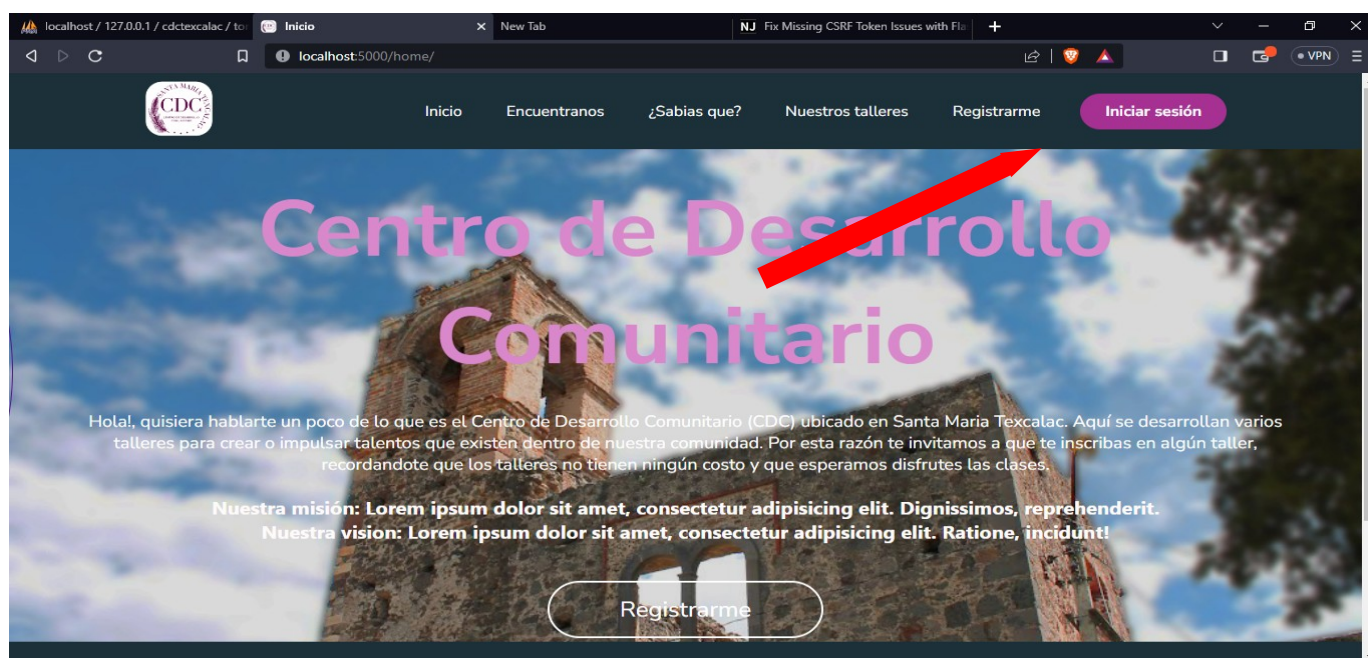 localhost / 127.0.0.1 / cdctexcalac / to
Inicio
New Tab
NJ Fix Missing CSRF Token Issues with Fla
localhost:5000/home/
VPN
CDC
Inicio
Encuentranos
¿Sabias que?
Nuestros talleres
Registrarme
Iniciar sesión
Centro de Desarrollo
Comunitario
Hola!, quisiera hablarte un poco de lo que es el Centro de Desarrollo Comunitario (CDC) ubicado en Santa Maria Texcalac. Aquí se desarrollan varios
talleres para crear o impulsar talentos que existen dentro de nuestra comunidad. Por esta razón te invitamos a que te inscribas en algún taller,
recordandote que los talleres no tienen ningún costo y que esperamos disfrutes las clases.
Nuestra misión: Lorem ipsum dolor sit amet, consectetur adipisicing elit. Dignissimos, reprehenderit.
Nuestra vision: Lorem ipsum dolor sit amet, consectetur adipisicing elit. Ratione, incidunt!
Registrarme